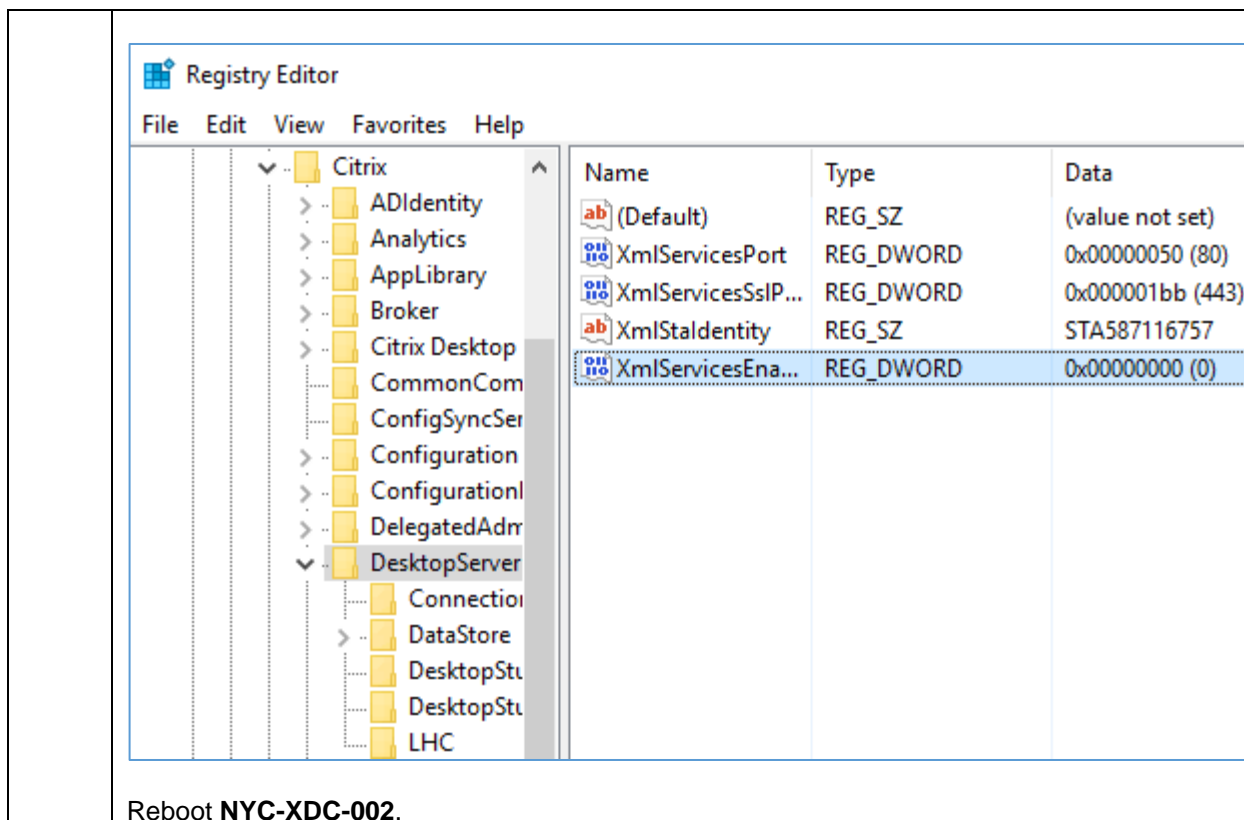 Registry Editor
File Edit View Favorites Help
Citrix
ADIdentity
Analytics
AppLibrary
Broker
Citrix Desktop
CommonCom
ConfigSyncSer
Configuration
ConfigurationI
DelegatedAdm
DesktopServer
Connection
DataStore
DesktopStu
DesktopStu
LHC
Name Type Data
(Default) REG_SZ (value not set)
XmlServicesPort REG_DWORD 0x00000050 (80)
XmlServicesSslP... REG_DWORD 0x000001bb (443)
XmlStaIdentity REG_SZ STA587116757
XmlServicesEna... REG_DWORD 0x00000000 (0)
Reboot NYC-XDC-002.